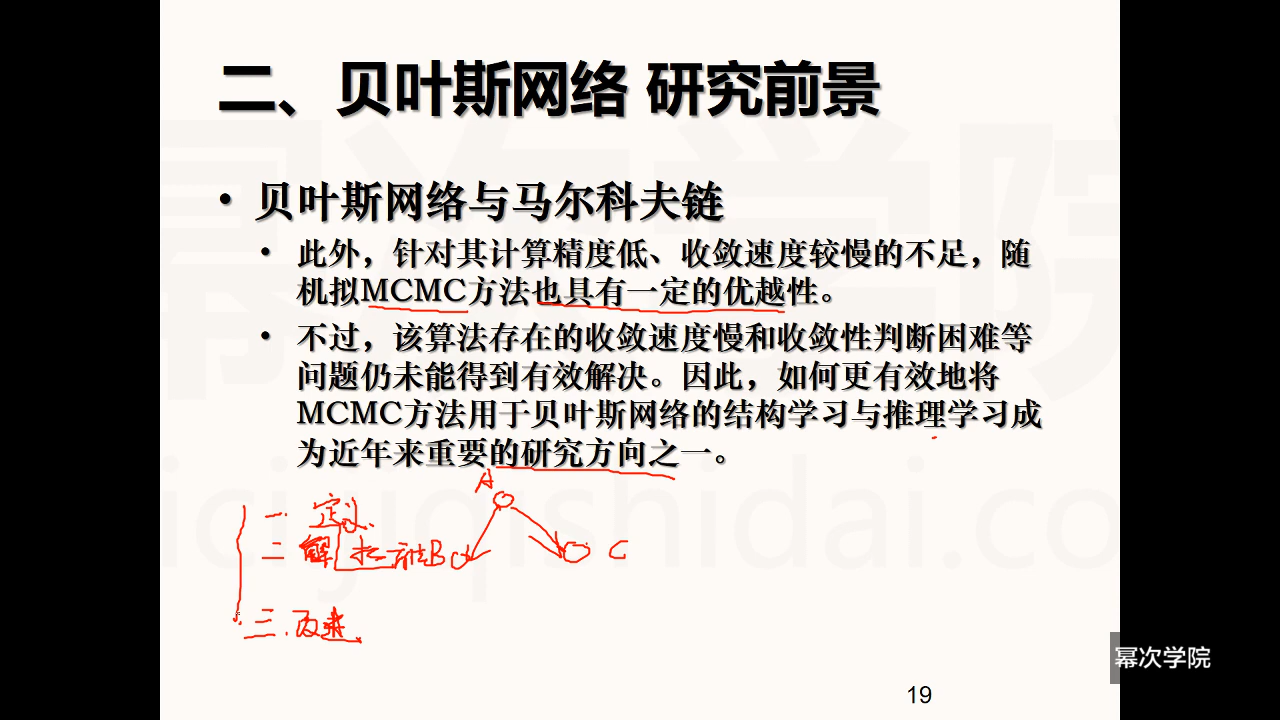 二、贝叶斯网络 研究前景
• 贝叶斯网络与马尔科夫链
• 此外，针对其计算精度低、收敛速度较慢的不足，随
机拟MCMC方法也具有一定的优越性。
• 不过，该算法存在的收敛速度慢和收敛性判断困难等
问题仍未能得到有效解决。因此，如何更有效地将
MCMC方法用于贝叶斯网络的结构学习与推理学习成
为近年来重要的研究方向之一。
A
一. 定义
二 解 B C
三.改进
幂次学院
19